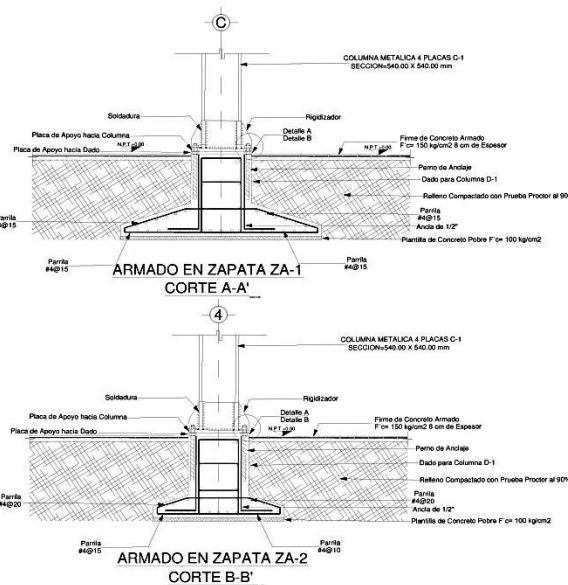 C
COLUMNA METALICA 4 PLACAS C-1
SECCION=540.00 X 540.00 mm
Soldadura
Rigidizador
Placa de Apoyo hacia Columna
Detalle A
Detalle B
Placa de Apoyo hacia Dado
N.P.T ±0.00
N.P.T ±0.00
Firme de Concreto Armado
F'c= 150 kg/cm2 8 cm de Espesor
Perno de Anclaje
Dado para Columna D-1
Relleno Compactado con Prueba Proctor al 90%
Parrila
#4@15
Parrila
#4@15
Ancla de 1/2"
Plantilla de Concreto Pobre F'c= 100 kg/cm2
Parrila
#4@15
Parrila
#4@15
ARMADO EN ZAPATA ZA-1
CORTE A-A'
4
COLUMNA METALICA 4 PLACAS C-1
SECCION=540.00 X 540.00 mm
Soldadura
Rigidizador
Placa de Apoyo hacia Columna
Detalle A
Detalle B
Placa de Apoyo hacia Dado
N.P.T ±0.00
Firme de Concreto Armado
F'c= 150 kg/cm2 8 cm de Espesor
Perno de Anclaje
Dado para Columna D-1
Relleno Compactado con Prueba Proctor al 90%
Parrila
#4@20
Parrila
#4@20
Ancla de 1/2"
Plantilla de Concreto Pobre F'c= 100 kg/cm2
Parrila
#4@15
Parrila
#4@10
ARMADO EN ZAPATA ZA-2
CORTE B-B'